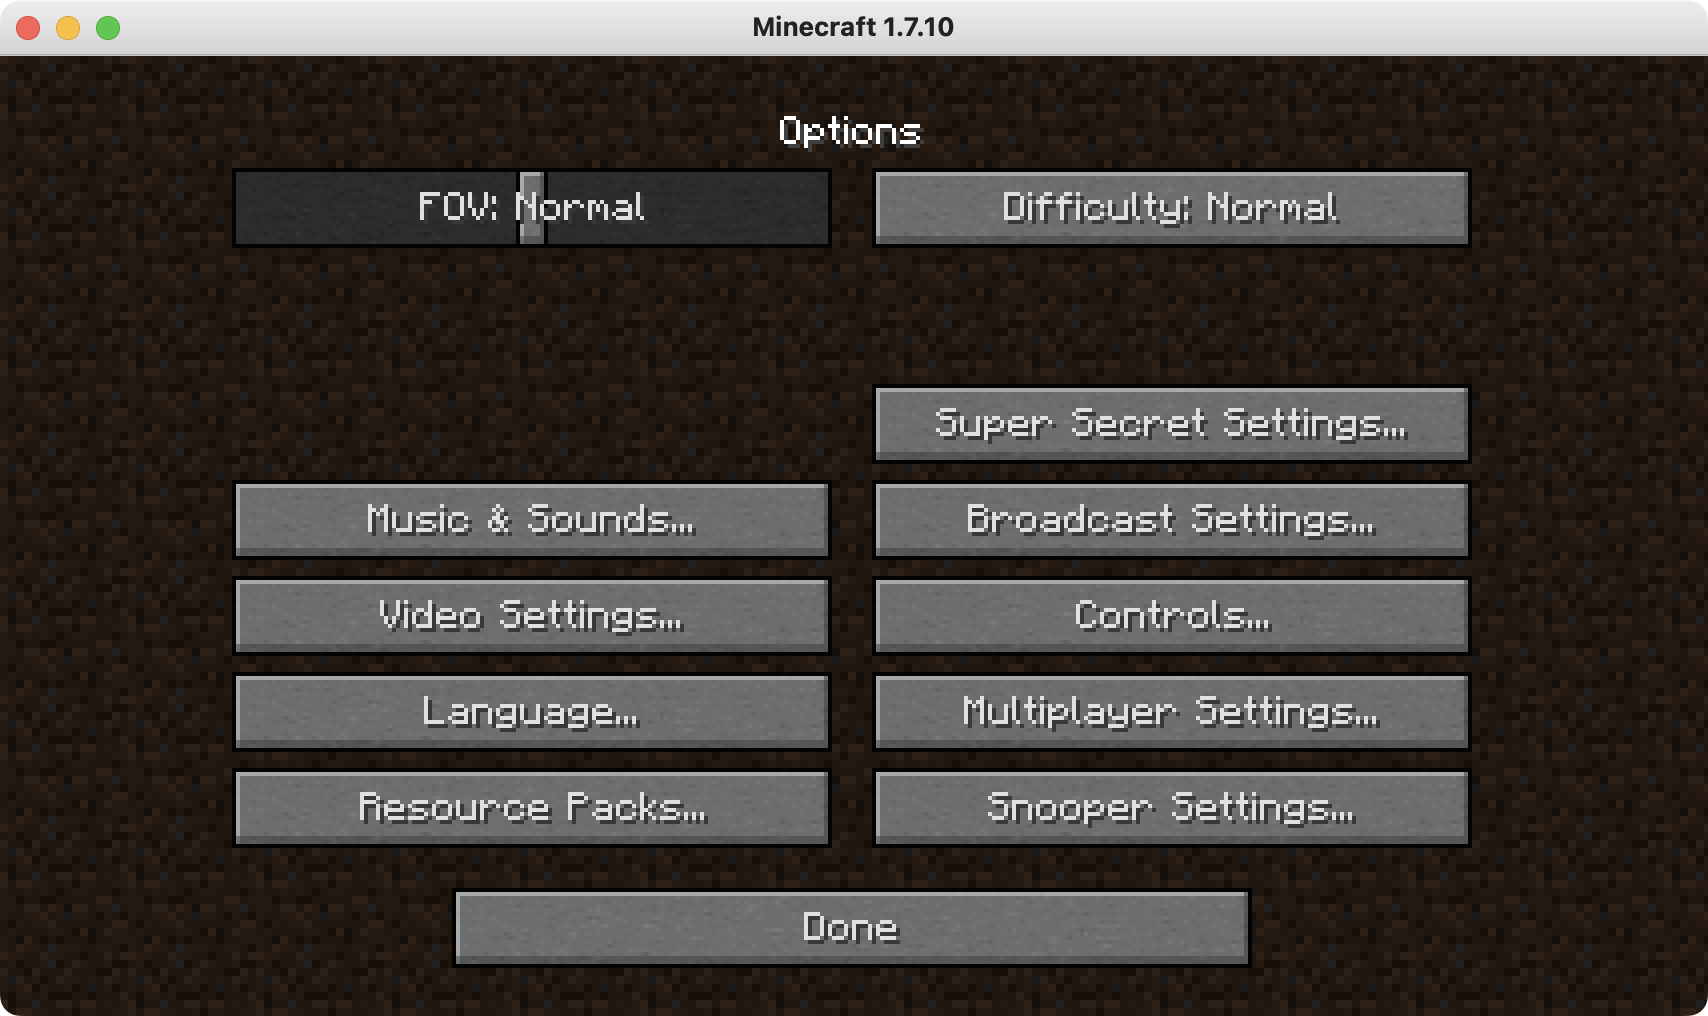 Minecraft 1.7.10
Options
FOV: Normal
Difficulty: Normal
Super Secret Settings...
Music & Sounds...
Broadcast Settings...
Video Settings...
Controls...
Language...
Multiplayer Settings...
Resource Packs...
Snooper Settings...
Done